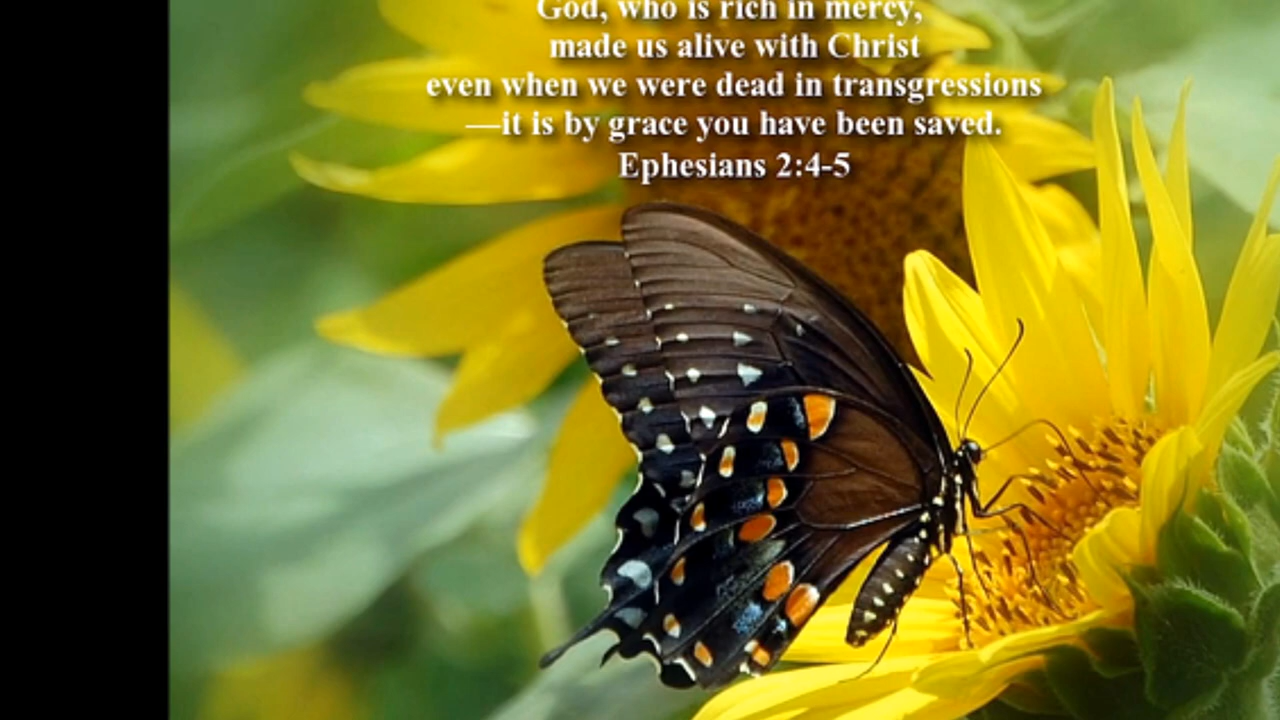 God, who is rich in mercy,
made us alive with Christ
even when we were dead in transgressions
—it is by grace you have been saved.
Ephesians 2:4-5